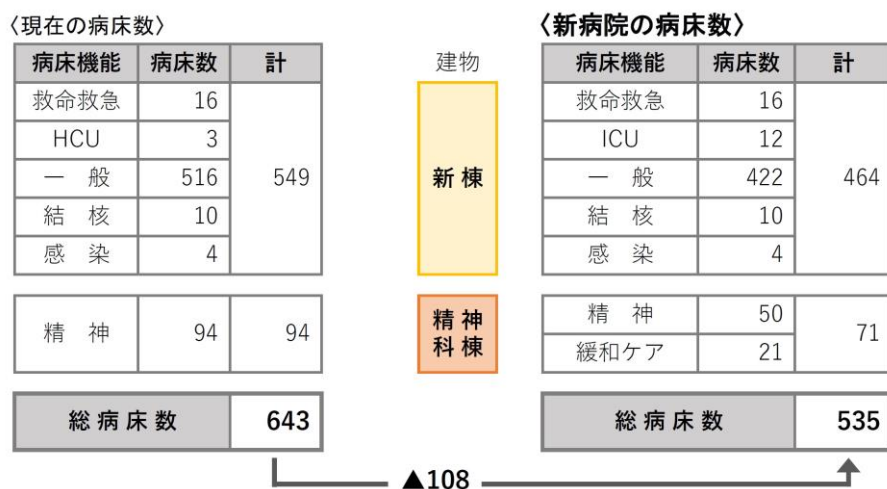 〈現在の病床数〉
病床機能 病床数 計
救命救急 16
HCU 3
一　般 516 549
結　核 10
感　染 4
精　神 94 94
総病床数 643
建物
新棟
精神
科棟
〈新病院の病床数〉
病床機能 病床数 計
救命救急 16
ICU 12
一　般 422 464
結　核 10
感　染 4
精　神 50 71
緩和ケア 21
総病床数 535
▲108